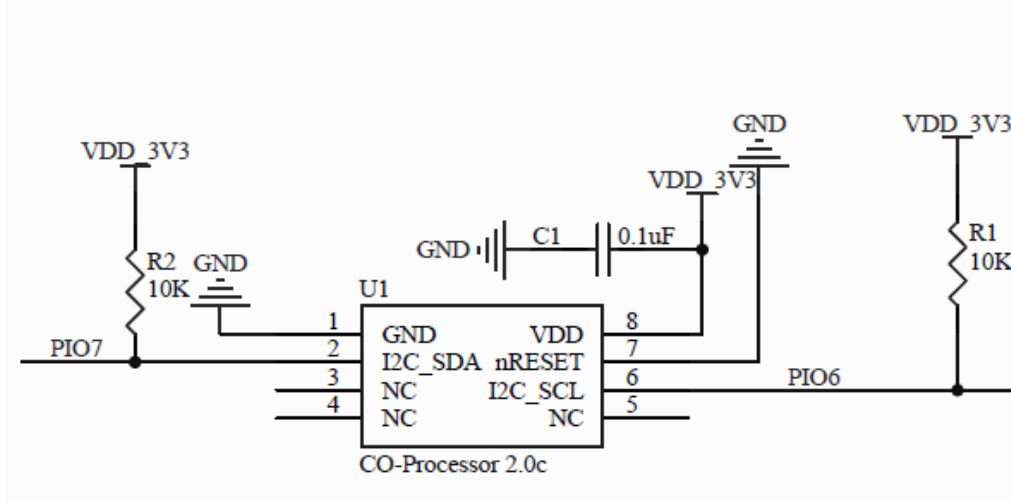 GND
VDD_3V3
VDD_3V3
VDD_3V3
GND
C1
0.1uF
R1
10K
R2
10K
GND
U1
1
GND
VDD
8
PIO7
2
I2C_SDA
nRESET
7
3
NC
I2C_SCL
6
PIO6
4
NC
NC
5
CO-Processor 2.0c